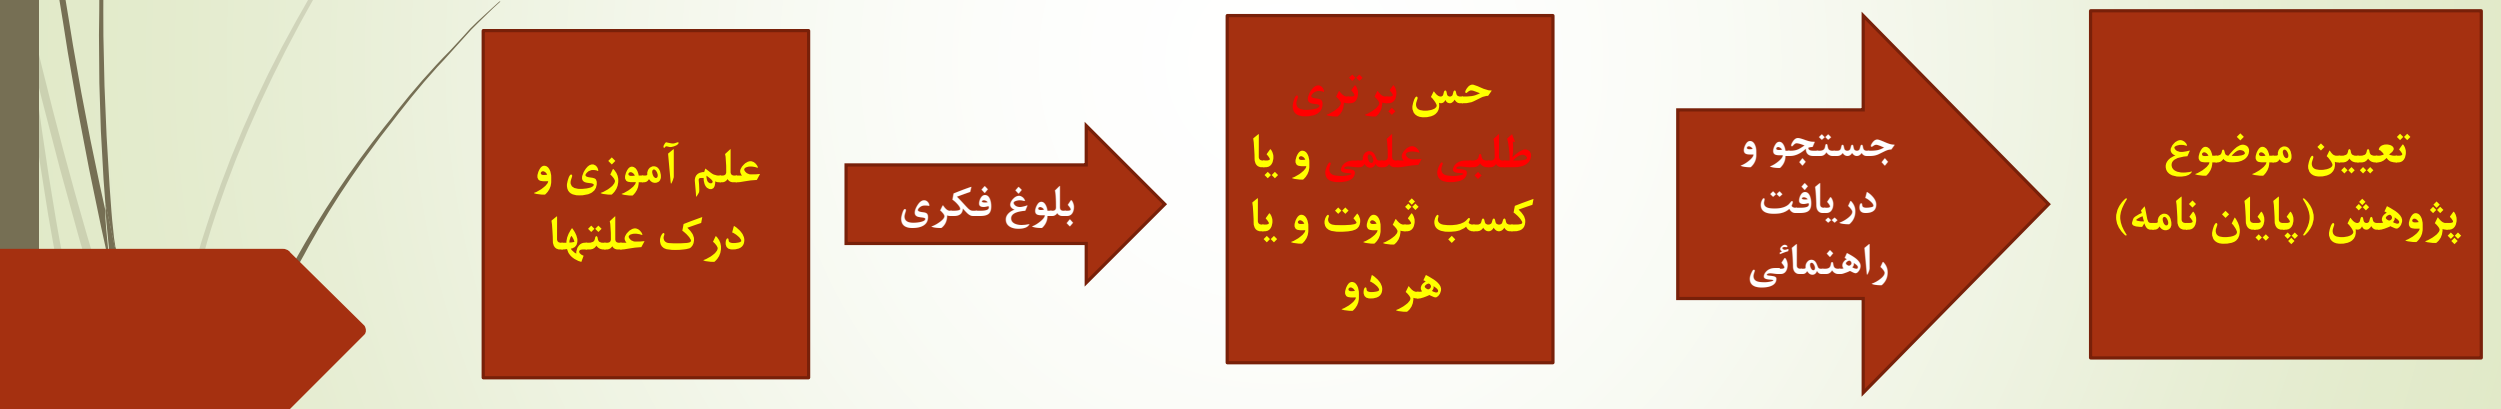 علم آموزی و
درک علتها
بلوغ فکری
حس برتری
طلبی علمی و یا
کسب ثروت و یا
هر دو
جستجو و
دریافت
راهنمائی
تعیین موضوع
پژوهش (پایان نامه)